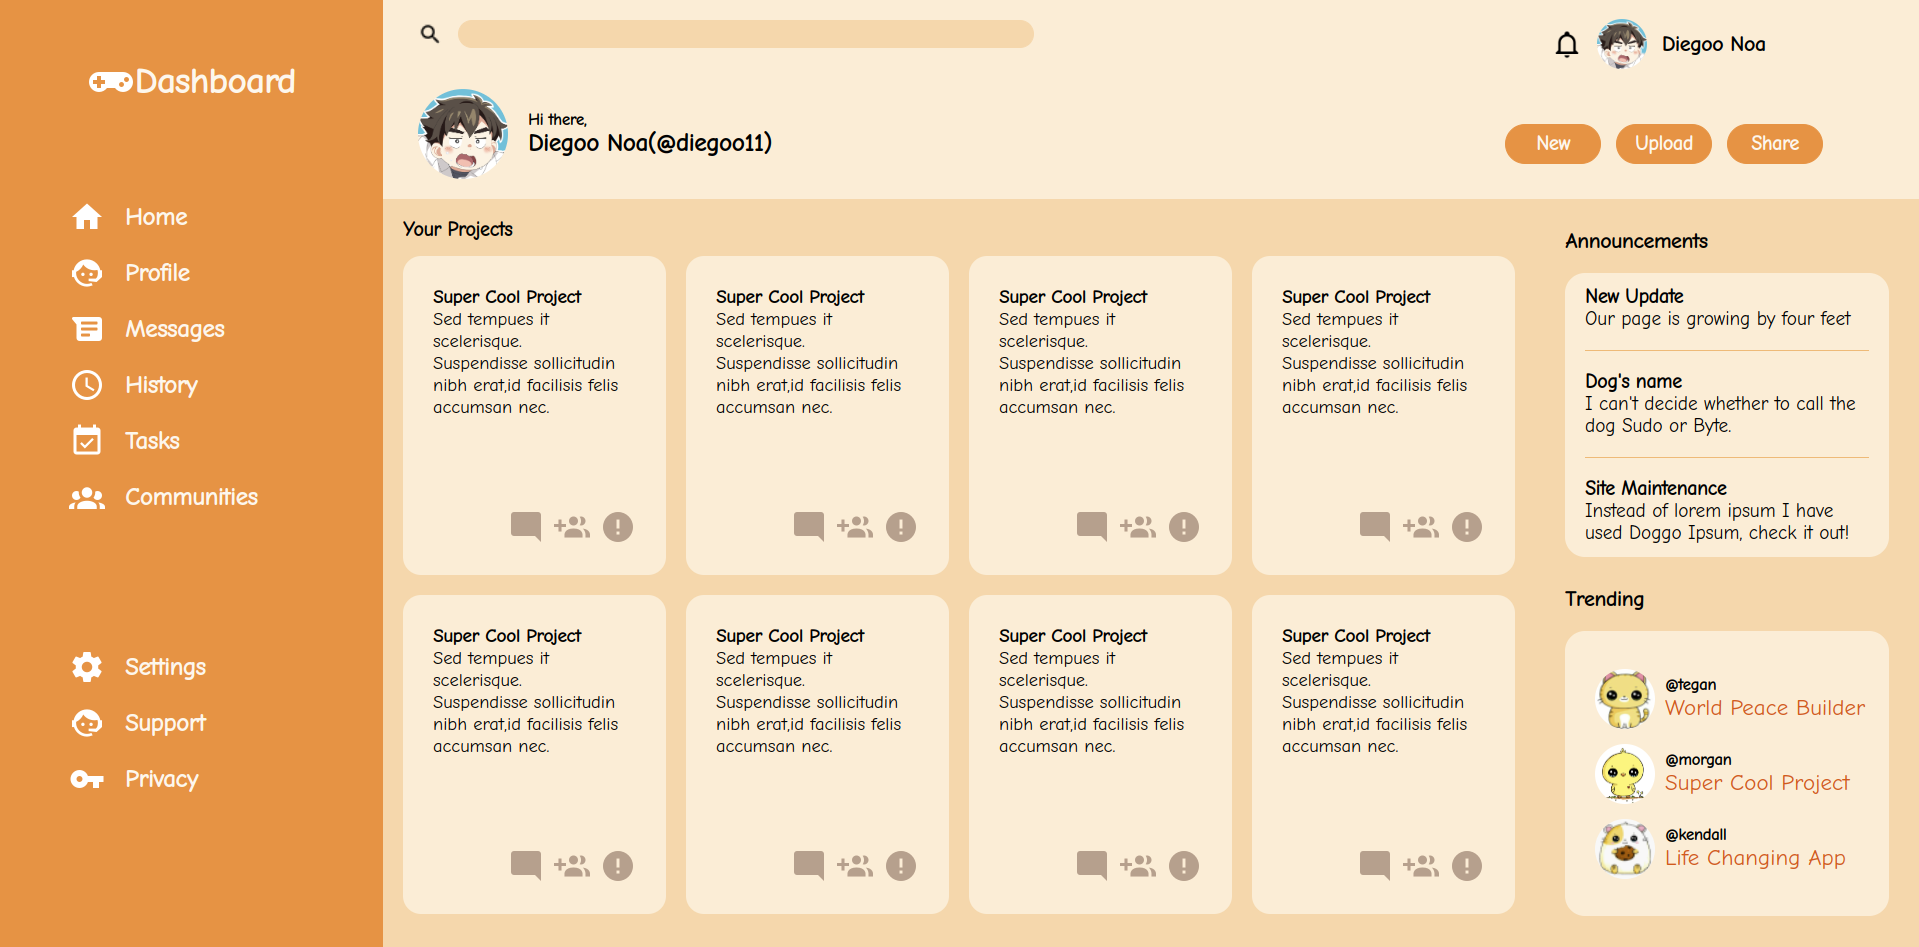 Dashboard
Home
Profile
Messages
History
Tasks
Communities
Settings
Support
Privacy
Diegoo Noa
Hi there,
Diegoo Noa(@diegoo11)
New
Upload
Share
Your Projects
Super Cool Project
Sed tempues it
scelerisque.
Suspendisse sollicitudin
nibh erat,id facilisis felis
accumsan nec.
Super Cool Project
Sed tempues it
scelerisque.
Suspendisse sollicitudin
nibh erat,id facilisis felis
accumsan nec.
Super Cool Project
Sed tempues it
scelerisque.
Suspendisse sollicitudin
nibh erat,id facilisis felis
accumsan nec.
Super Cool Project
Sed tempues it
scelerisque.
Suspendisse sollicitudin
nibh erat,id facilisis felis
accumsan nec.
Super Cool Project
Sed tempues it
scelerisque.
Suspendisse sollicitudin
nibh erat,id facilisis felis
accumsan nec.
Super Cool Project
Sed tempues it
scelerisque.
Suspendisse sollicitudin
nibh erat,id facilisis felis
accumsan nec.
Super Cool Project
Sed tempues it
scelerisque.
Suspendisse sollicitudin
nibh erat,id facilisis felis
accumsan nec.
Super Cool Project
Sed tempues it
scelerisque.
Suspendisse sollicitudin
nibh erat,id facilisis felis
accumsan nec.
Announcements
New Update
Our page is growing by four feet
Dog's name
I can't decide whether to call the
dog Sudo or Byte.
Site Maintenance
Instead of lorem ipsum I have
used Doggo Ipsum, check it out!
Trending
@tegan
World Peace Builder
@morgan
Super Cool Project
@kendall
Life Changing App